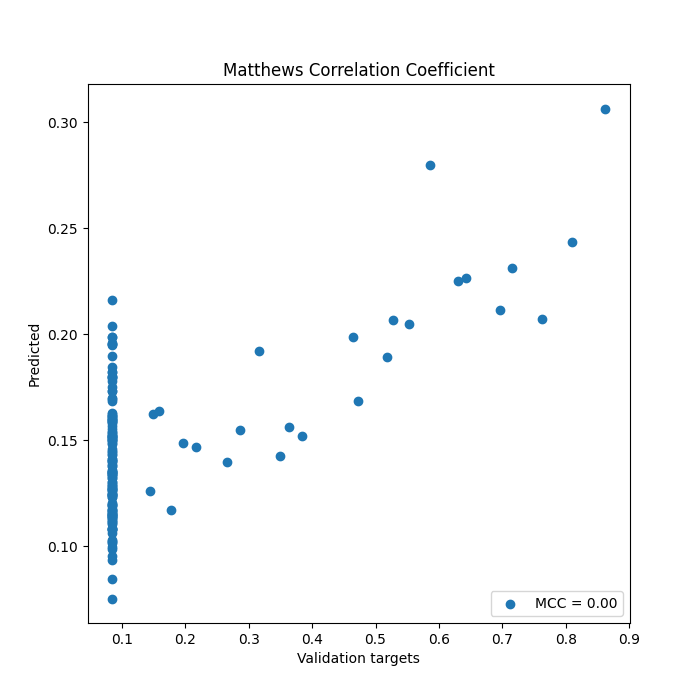 Matthews Correlation Coefficient
0.30
0.25
0.20
0.15
0.10
Predicted
MCC = 0.00
0.1 0.2 0.3 0.4 0.5 0.6 0.7 0.8 0.9
Validation targets